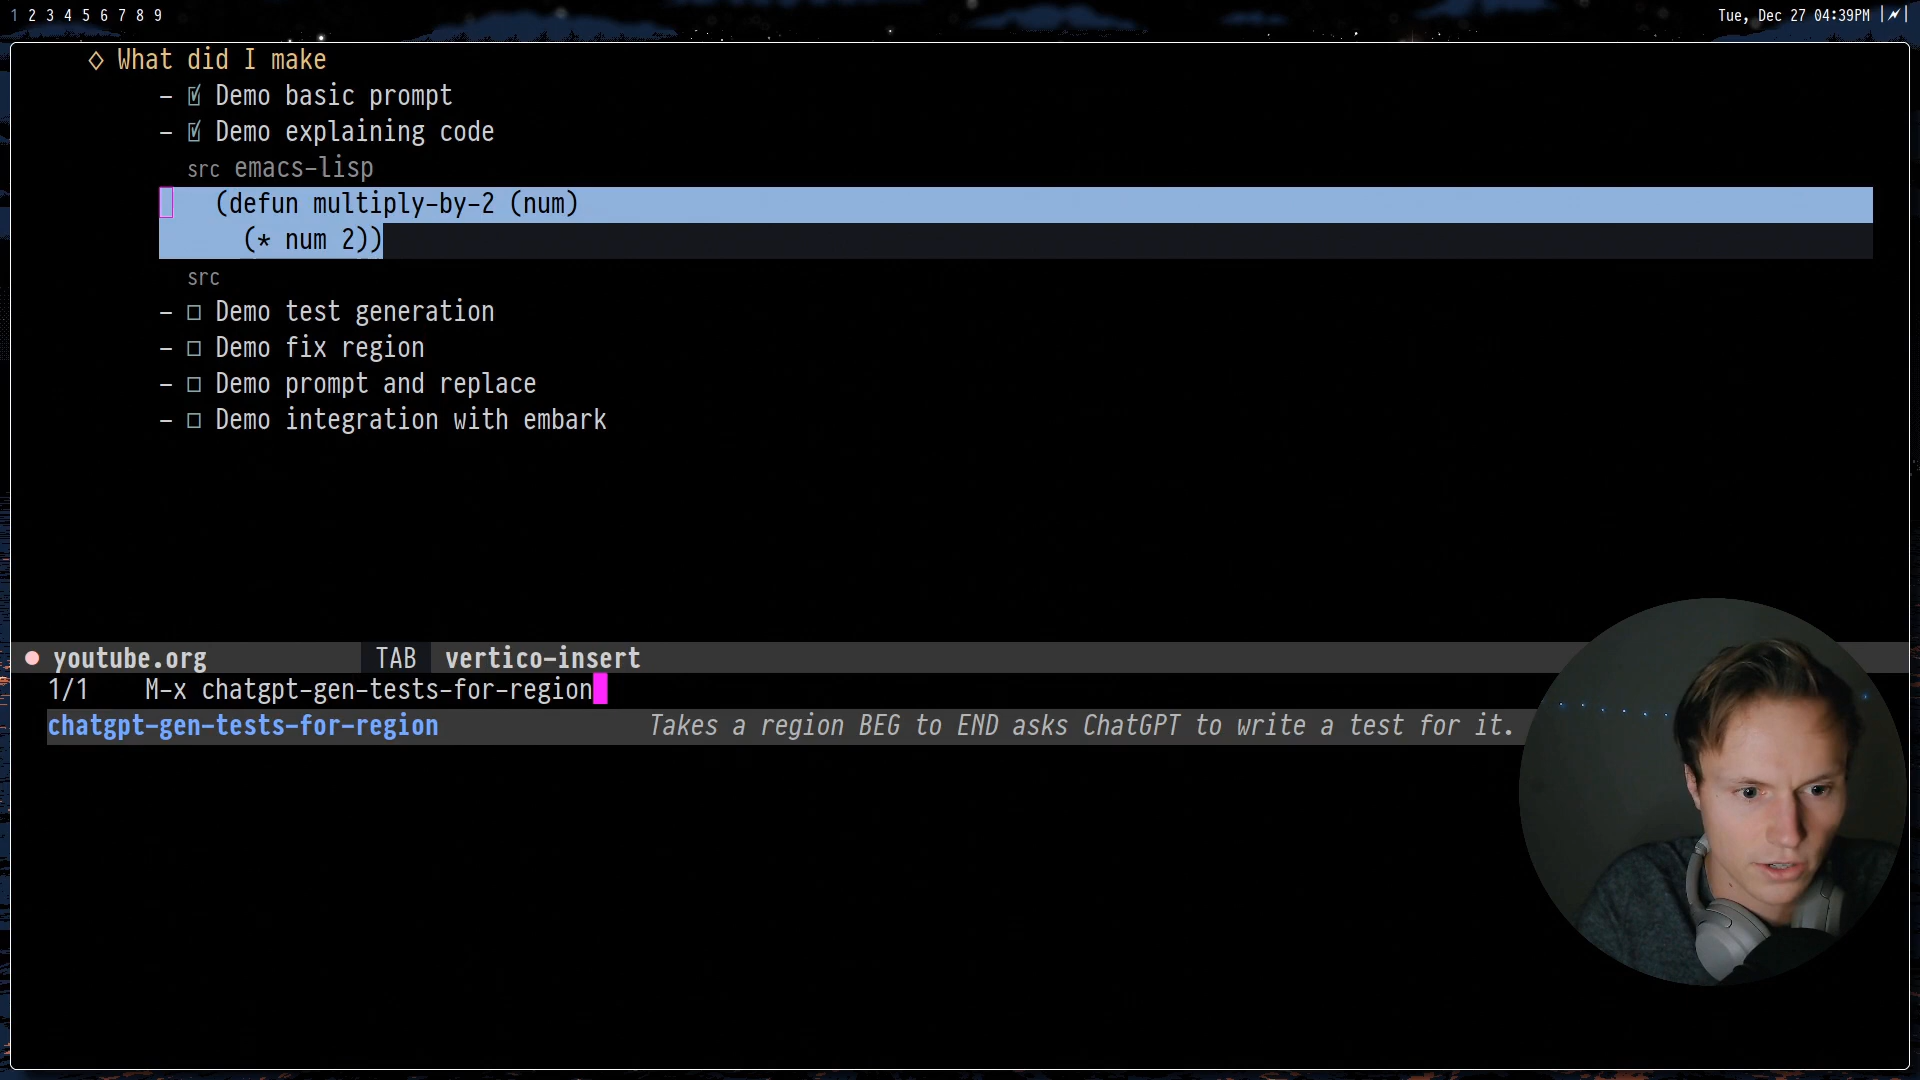 1 2 3 4 5 6 7 8 9
Tue, Dec 27 04:39PM
◇ What did I make
– ☑ Demo basic prompt
– ☑ Demo explaining code
src emacs-lisp
(defun multiply-by-2 (num)
(* num 2))
src
– □ Demo test generation
– □ Demo fix region
– □ Demo prompt and replace
– □ Demo integration with embark
youtube.org TAB vertico-insert
1/1 M-x chatgpt-gen-tests-for-region
chatgpt-gen-tests-for-region Takes a region BEG to END asks ChatGPT to write a test for it.